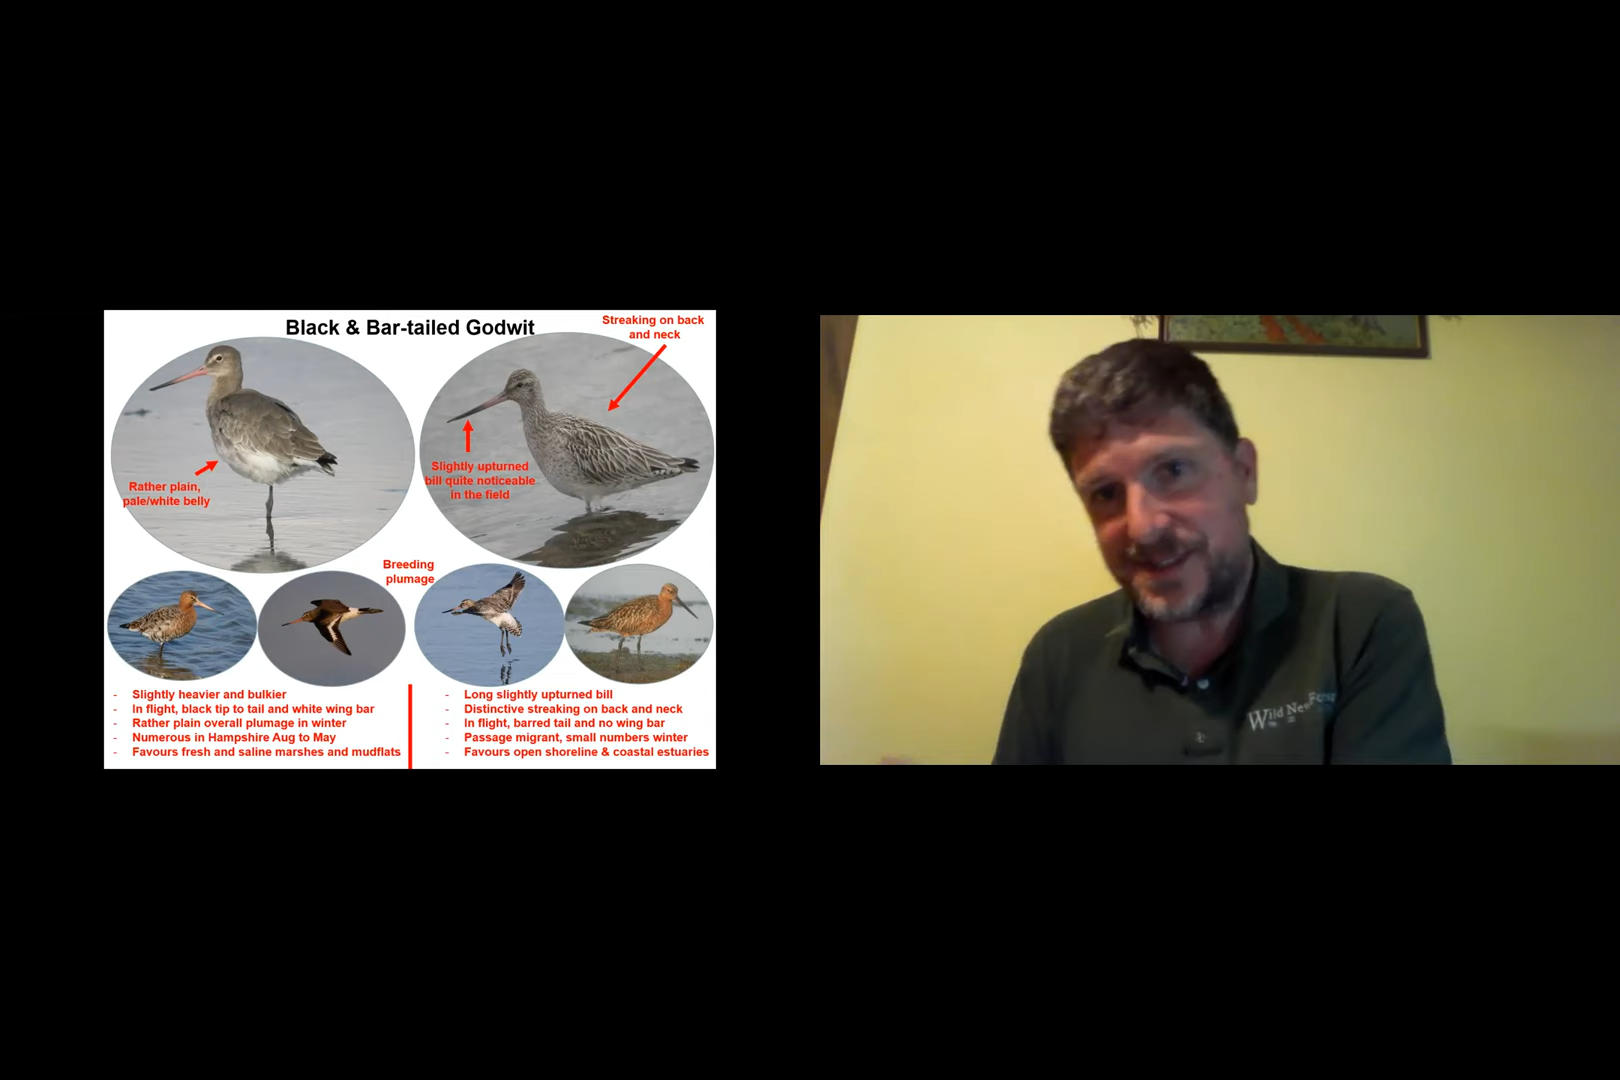 Black & Bar-tailed Godwit
Streaking on back
and neck
Rather plain,
pale/white belly
Slightly upturned
bill quite noticeable
in the field
Breeding
plumage
- Slightly heavier and bulkier
- In flight, black tip to tail and white wing bar
- Rather plain overall plumage in winter
- Numerous in Hampshire Aug to May
- Favours fresh and saline marshes and mudflats
- Long slightly upturned bill
- Distinctive streaking on back and neck
- In flight, barred tail and no wing bar
- Passage migrant, small numbers winter
- Favours open shoreline & coastal estuaries
Wild New Forest